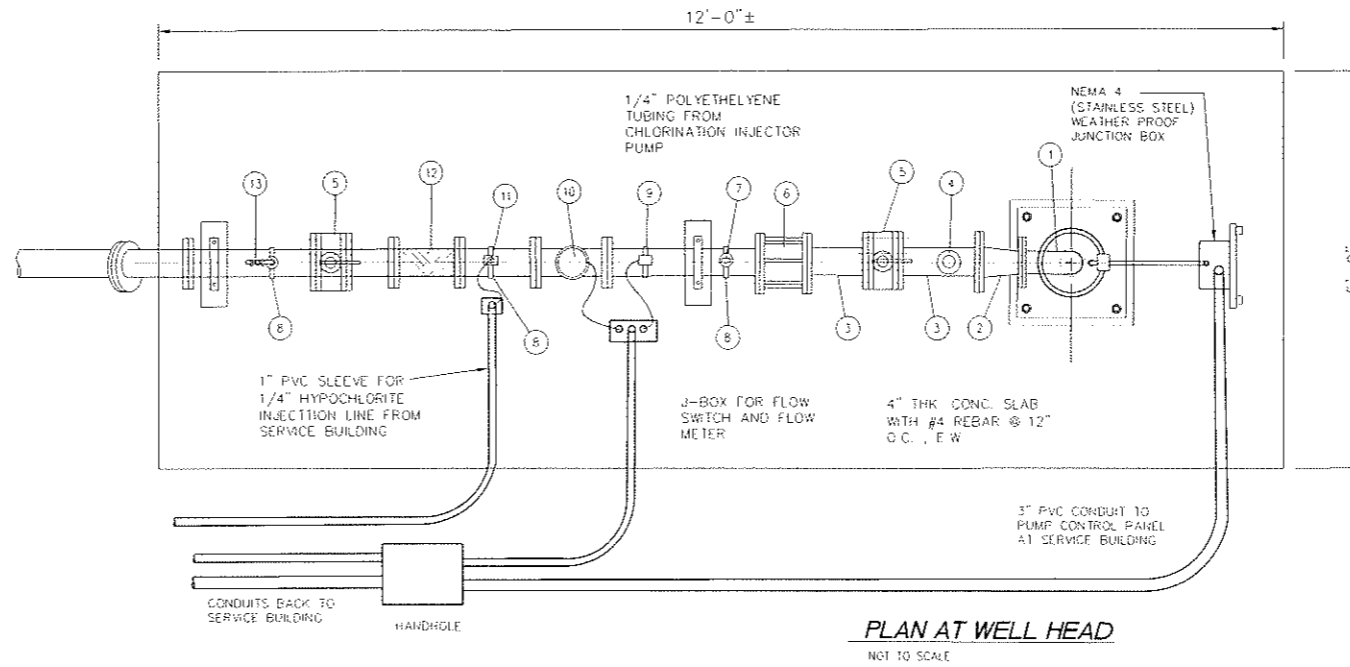 12'-0"±
1/4" POLYETHELYENE
TUBING FROM
CHLORINATION INJECTOR
PUMP
NEMA 4
(STAINLESS STEEL)
WEATHER PROOF
JUNCTION BOX
13
5
12
11
10
9
7
6
5
4
1
8
8
8
3
3
2
1" PVC SLEEVE FOR
1/4" HYPOCHLORITE
INJECTTION LINE FROM
SERVICE BUILDING
J-BOX FOR FLOW
SWITCH AND FLOW
METER
4" THK CONC. SLAB
WITH #4 REBAR @ 12"
O.C. , E W
3" PVC CONDUIT TO
PUMP CONTROL PANEL
AT SERVICE BUILDING
CONDUITS BACK TO
SERVICE BUILDING
HANDHOLE
PLAN AT WELL HEAD
NOT TO SCALE